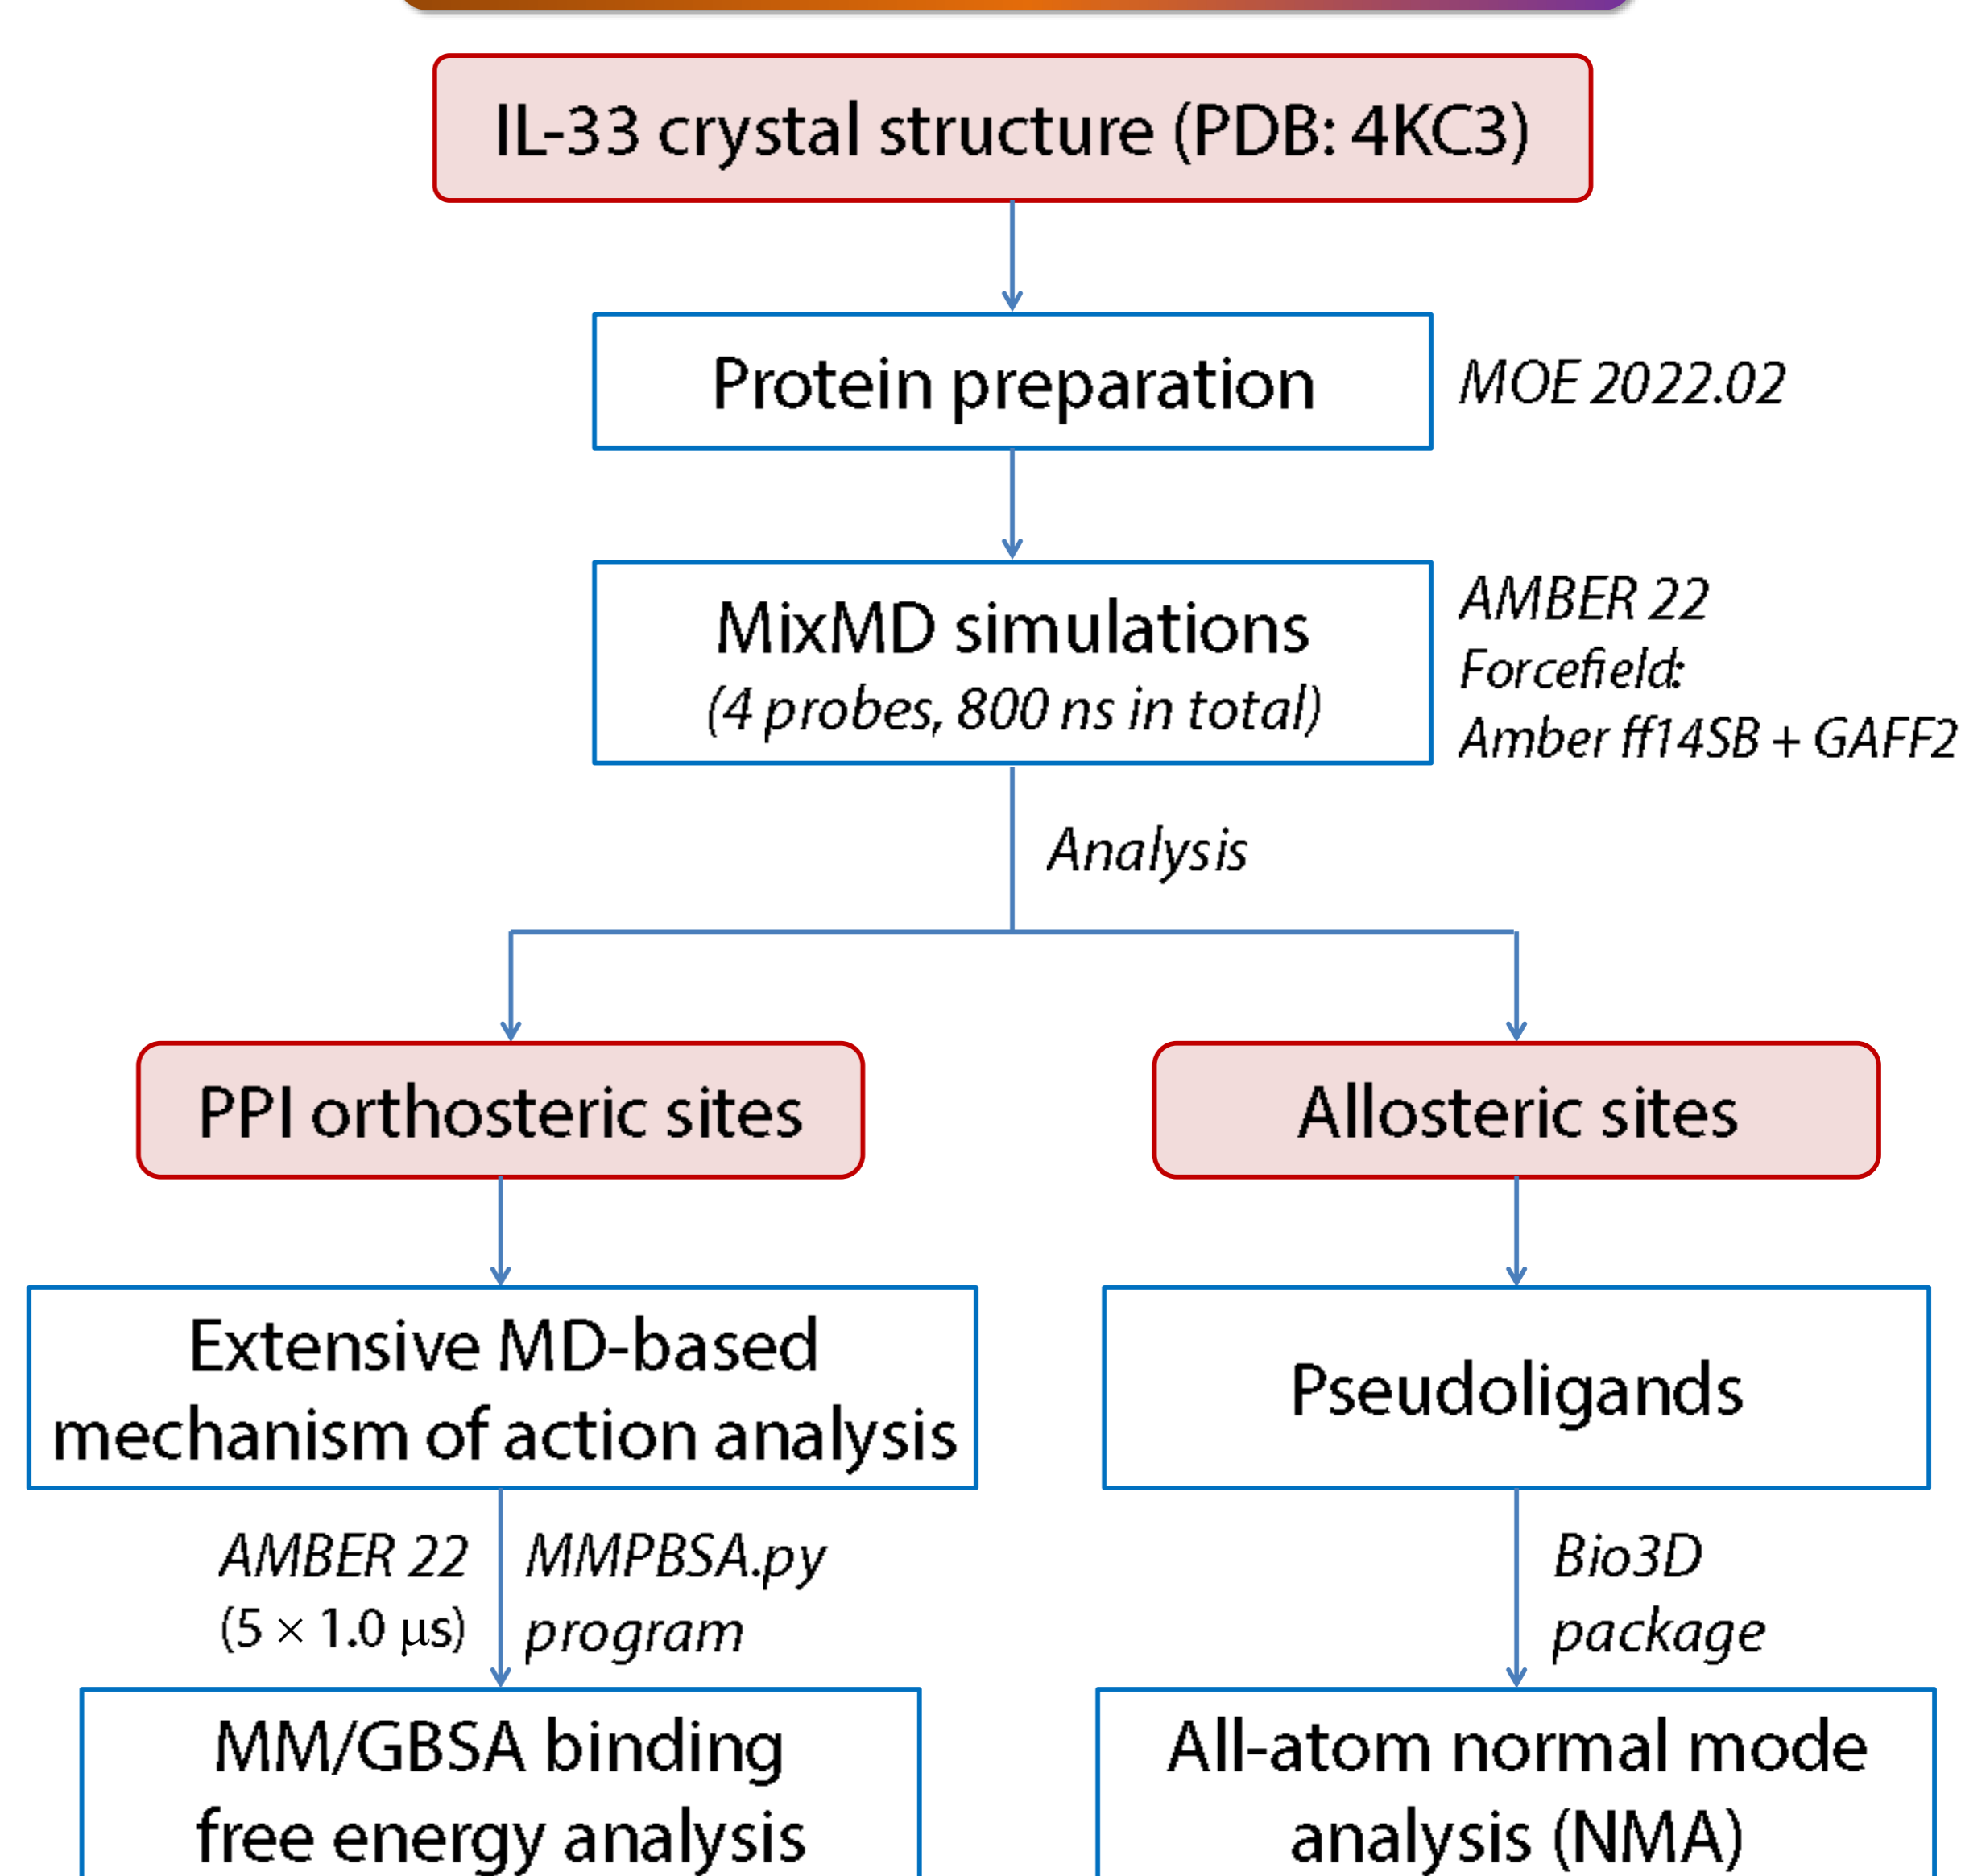 IL-33 crystal structure (PDB: 4KC3)
Protein preparation
MOE 2022.02
MixMD simulations
(4 probes, 800 ns in total)
AMBER 22
Forcefield:
Amber ff14SB + GAFF2
Analysis
PPI orthosteric sites
Allosteric sites
Extensive MD-based
mechanism of action analysis
Pseudoligands
AMBER 22
(5 × 1.0 μs)
MMPBSA.py
program
Bio3D
package
MM/GBSA binding
free energy analysis
All-atom normal mode
analysis (NMA)